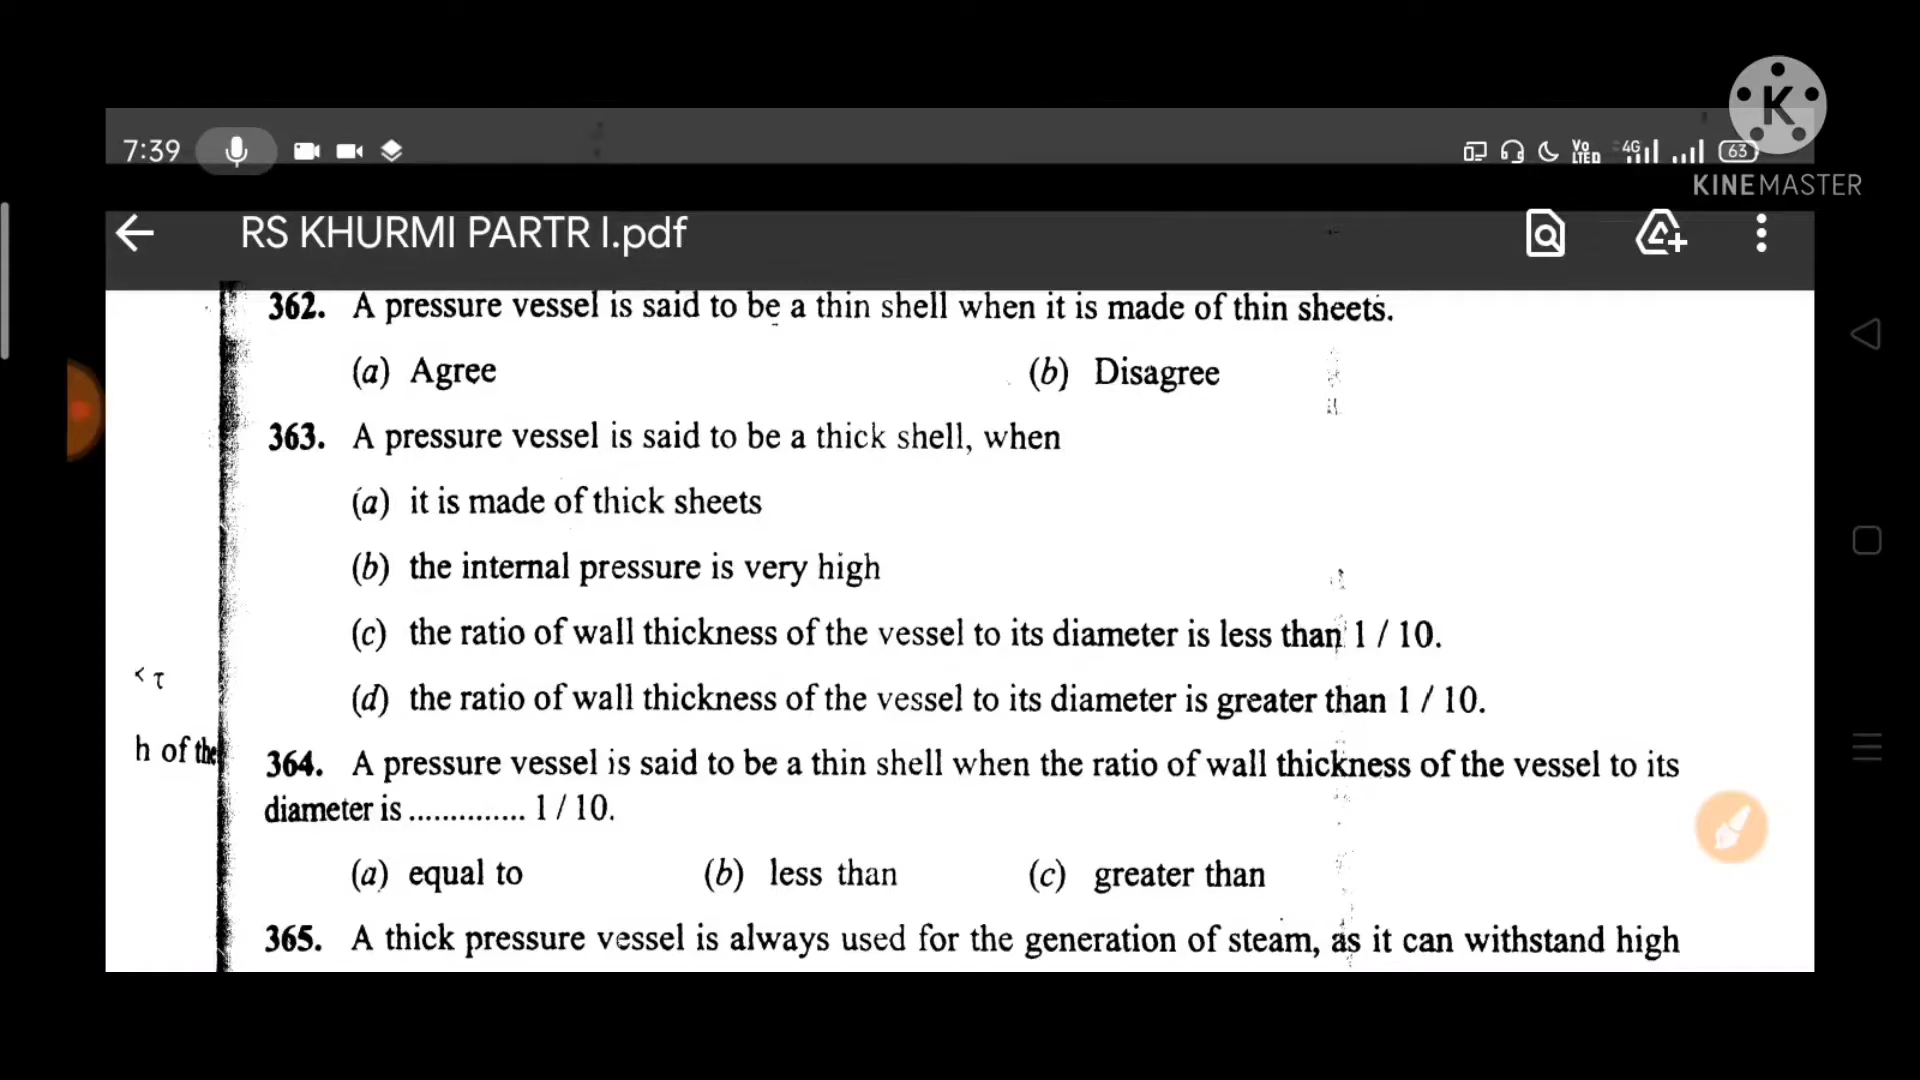 7:39
Vo LTED 4G 63
K
KINEMASTER
RS KHURMI PARTR I.pdf
362. A pressure vessel is said to be a thin shell when it is made of thin sheets.
(a) Agree (b) Disagree
363. A pressure vessel is said to be a thick shell, when
(a) it is made of thick sheets
(b) the internal pressure is very high
(c) the ratio of wall thickness of the vessel to its diameter is less than 1 / 10.
(d) the ratio of wall thickness of the vessel to its diameter is greater than 1 / 10.
< τ
h of the
364. A pressure vessel is said to be a thin shell when the ratio of wall thickness of the vessel to its
diameter is .............. 1 / 10.
(a) equal to (b) less than (c) greater than
365. A thick pressure vessel is always used for the generation of steam, as it can withstand high